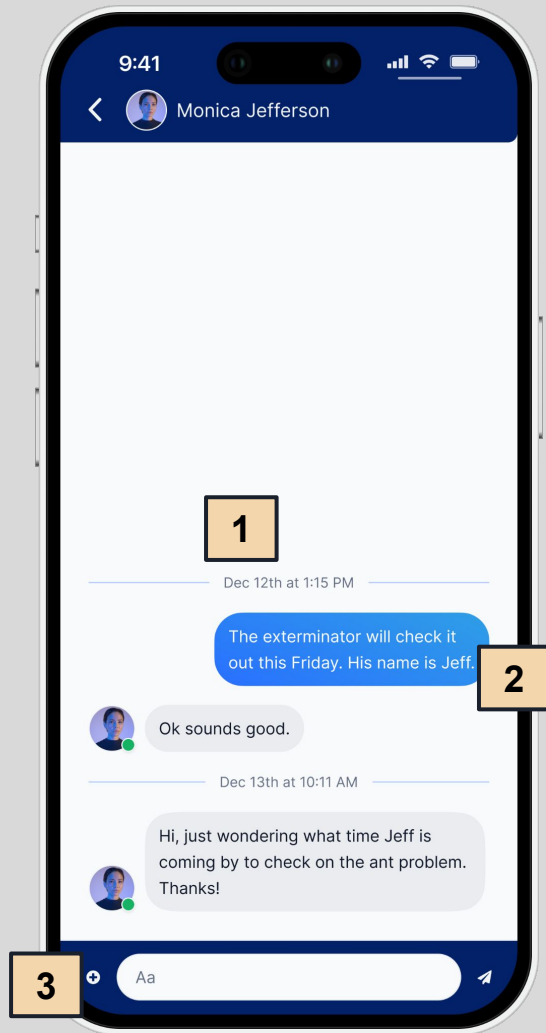 9:41
Monica Jefferson
1
Dec 12th at 1:15 PM
The exterminator will check it
out this Friday. His name is Jeff.
2
Ok sounds good.
Dec 13th at 10:11 AM
Hi, just wondering what time Jeff is
coming by to check on the ant problem.
Thanks!
3
Aa